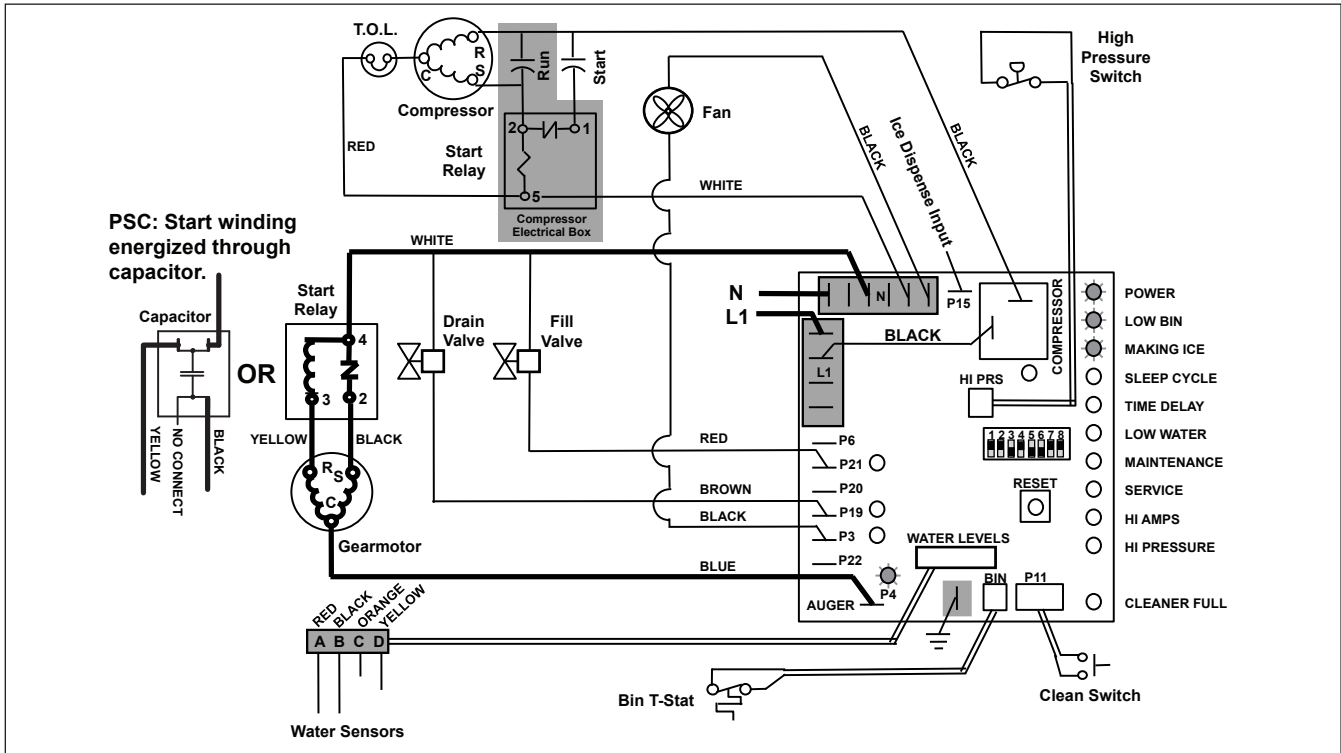 T.O.L.
R
S
C
Compressor
Run
Start
2
1
5
Start
Relay
Compressor
Electrical Box
RED
Fan
BLACK
Ice Dispense Input
BLACK
High
Pressure
Switch
WHITE
PSC: Start winding
energized through
capacitor.
WHITE
Capacitor
YELLOW
NO CONNECT
BLACK
OR
Start
Relay
4
3
2
YELLOW
BLACK
R
S
C
Gearmotor
Drain
Valve
Fill
Valve
N
L1
N
P15
L1
BLACK
COMPRESSOR
HI PRS
1 2 3 4 5 6 7 8
RESET
RED
BROWN
BLACK
BLUE
P6
P21
P20
P19
P3
P22
P4
AUGER
WATER LEVELS
BIN
P11
POWER
LOW BIN
MAKING ICE
SLEEP CYCLE
TIME DELAY
LOW WATER
MAINTENANCE
SERVICE
HI AMPS
HI PRESSURE
CLEANER FULL
RED
BLACK
ORANGE
YELLOW
A B C D
Water Sensors
Bin T-Stat
Clean Switch